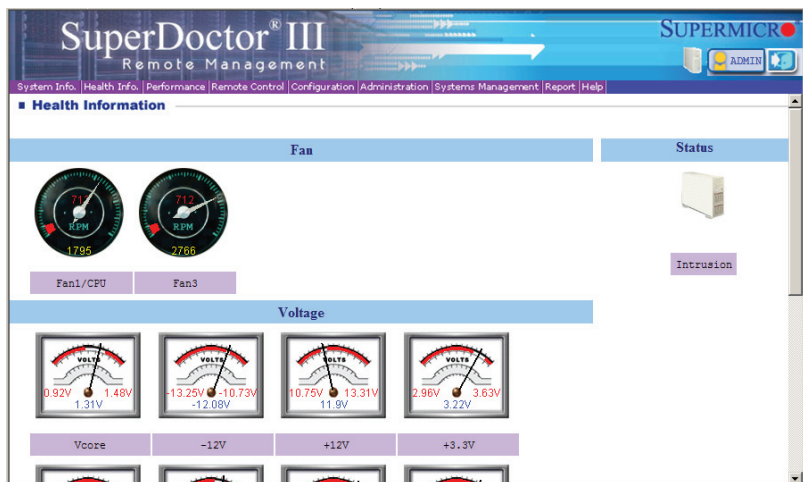 SuperDoctor® III
Remote Management
SUPERMICRO
ADMIN
System Info. Health Info. Performance Remote Control Configuration Administration Systems Management Report Help
Health Information
Fan
Status
712
RPM
1795
712
RPM
2766
Fan1/CPU
Fan3
Intrusion
Voltage
VOLTS
0.92V 1.48V
1.31V
VOLTS
-13.25V -10.73V
-12.08V
VOLTS
10.75V 13.31V
11.9V
VOLTS
2.96V 3.63V
3.22V
Vcore
-12V
+12V
+3.3V